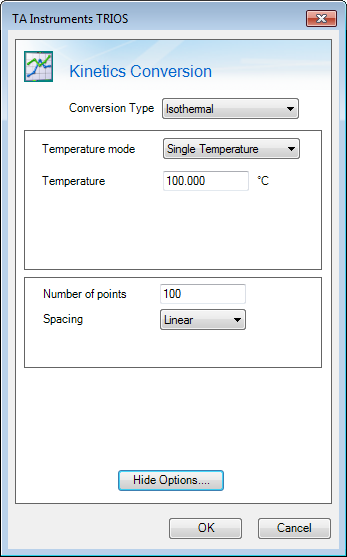 TA Instruments TRIOS
Kinetics Conversion
Conversion Type Isothermal
Temperature mode Single Temperature
Temperature 100.000 °C
Number of points 100
Spacing Linear
Hide Options....
OK Cancel